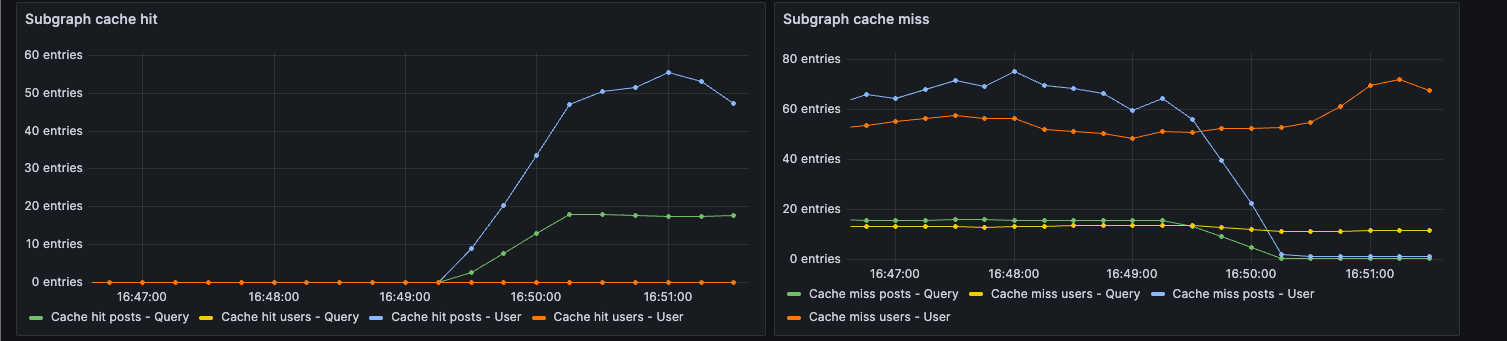 Subgraph cache hit
60 entries
50 entries
40 entries
30 entries
20 entries
10 entries
0 entries
16:47:00 16:48:00 16:49:00 16:50:00 16:51:00
Cache hit posts - Query Cache hit users - Query Cache hit posts - User Cache hit users - User
Subgraph cache miss
80 entries
60 entries
40 entries
20 entries
0 entries
16:47:00 16:48:00 16:49:00 16:50:00 16:51:00
Cache miss posts - Query Cache miss users - Query Cache miss posts - User
Cache miss users - User